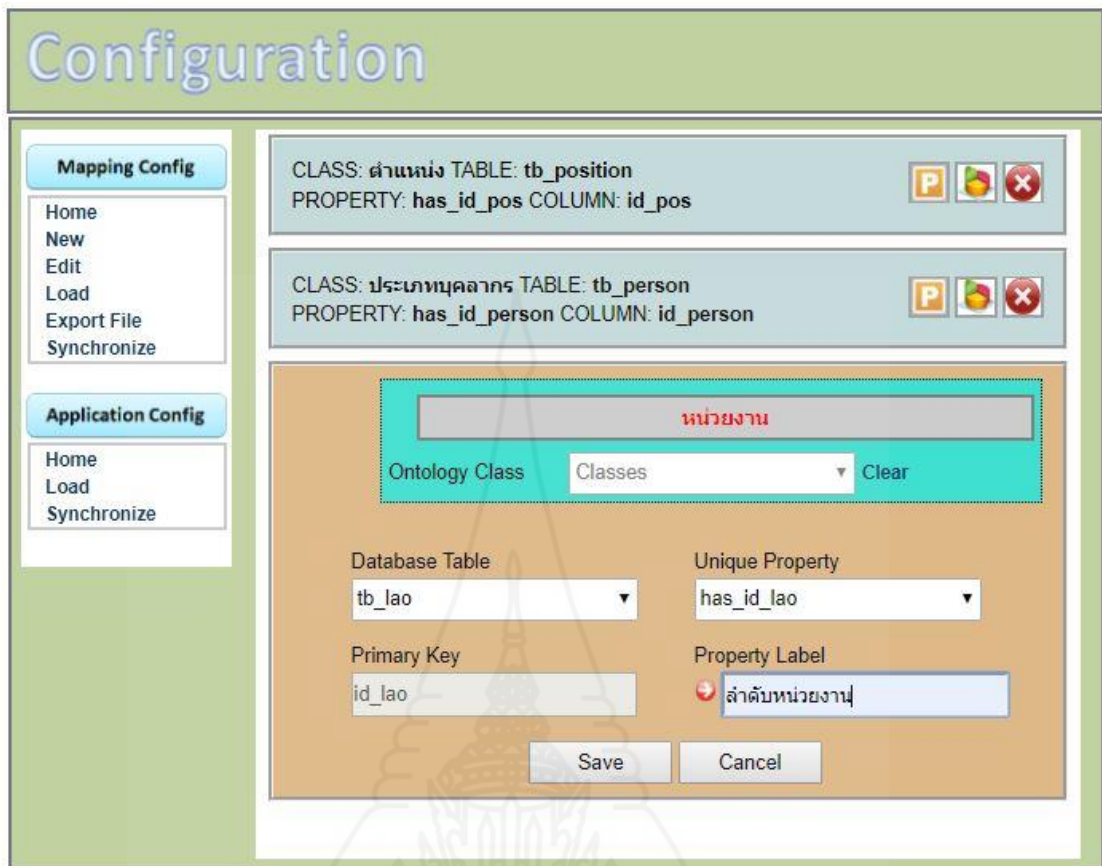 Configuration
Mapping Config
Home
New
Edit
Load
Export File
Synchronize
Application Config
Home
Load
Synchronize
CLASS: ตำแหน่ง TABLE: tb_position
PROPERTY: has_id_pos COLUMN: id_pos
P
CLASS: ประเภทบุคลากร TABLE: tb_person
PROPERTY: has_id_person COLUMN: id_person
P
หน่วยงาน
Ontology Class Classes Clear
Database Table Unique Property
tb_lao has_id_lao
Primary Key Property Label
id_lao ลำดับหน่วยงาน
Save Cancel